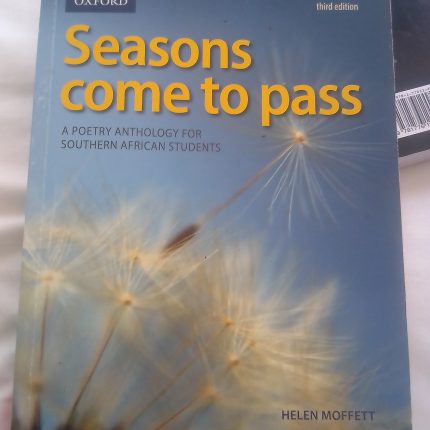 OXFORD
third edition
Seasons
come to pass
A POETRY ANTHOLOGY FOR
SOUTHERN AFRICAN STUDENTS
HELEN MOFFETT